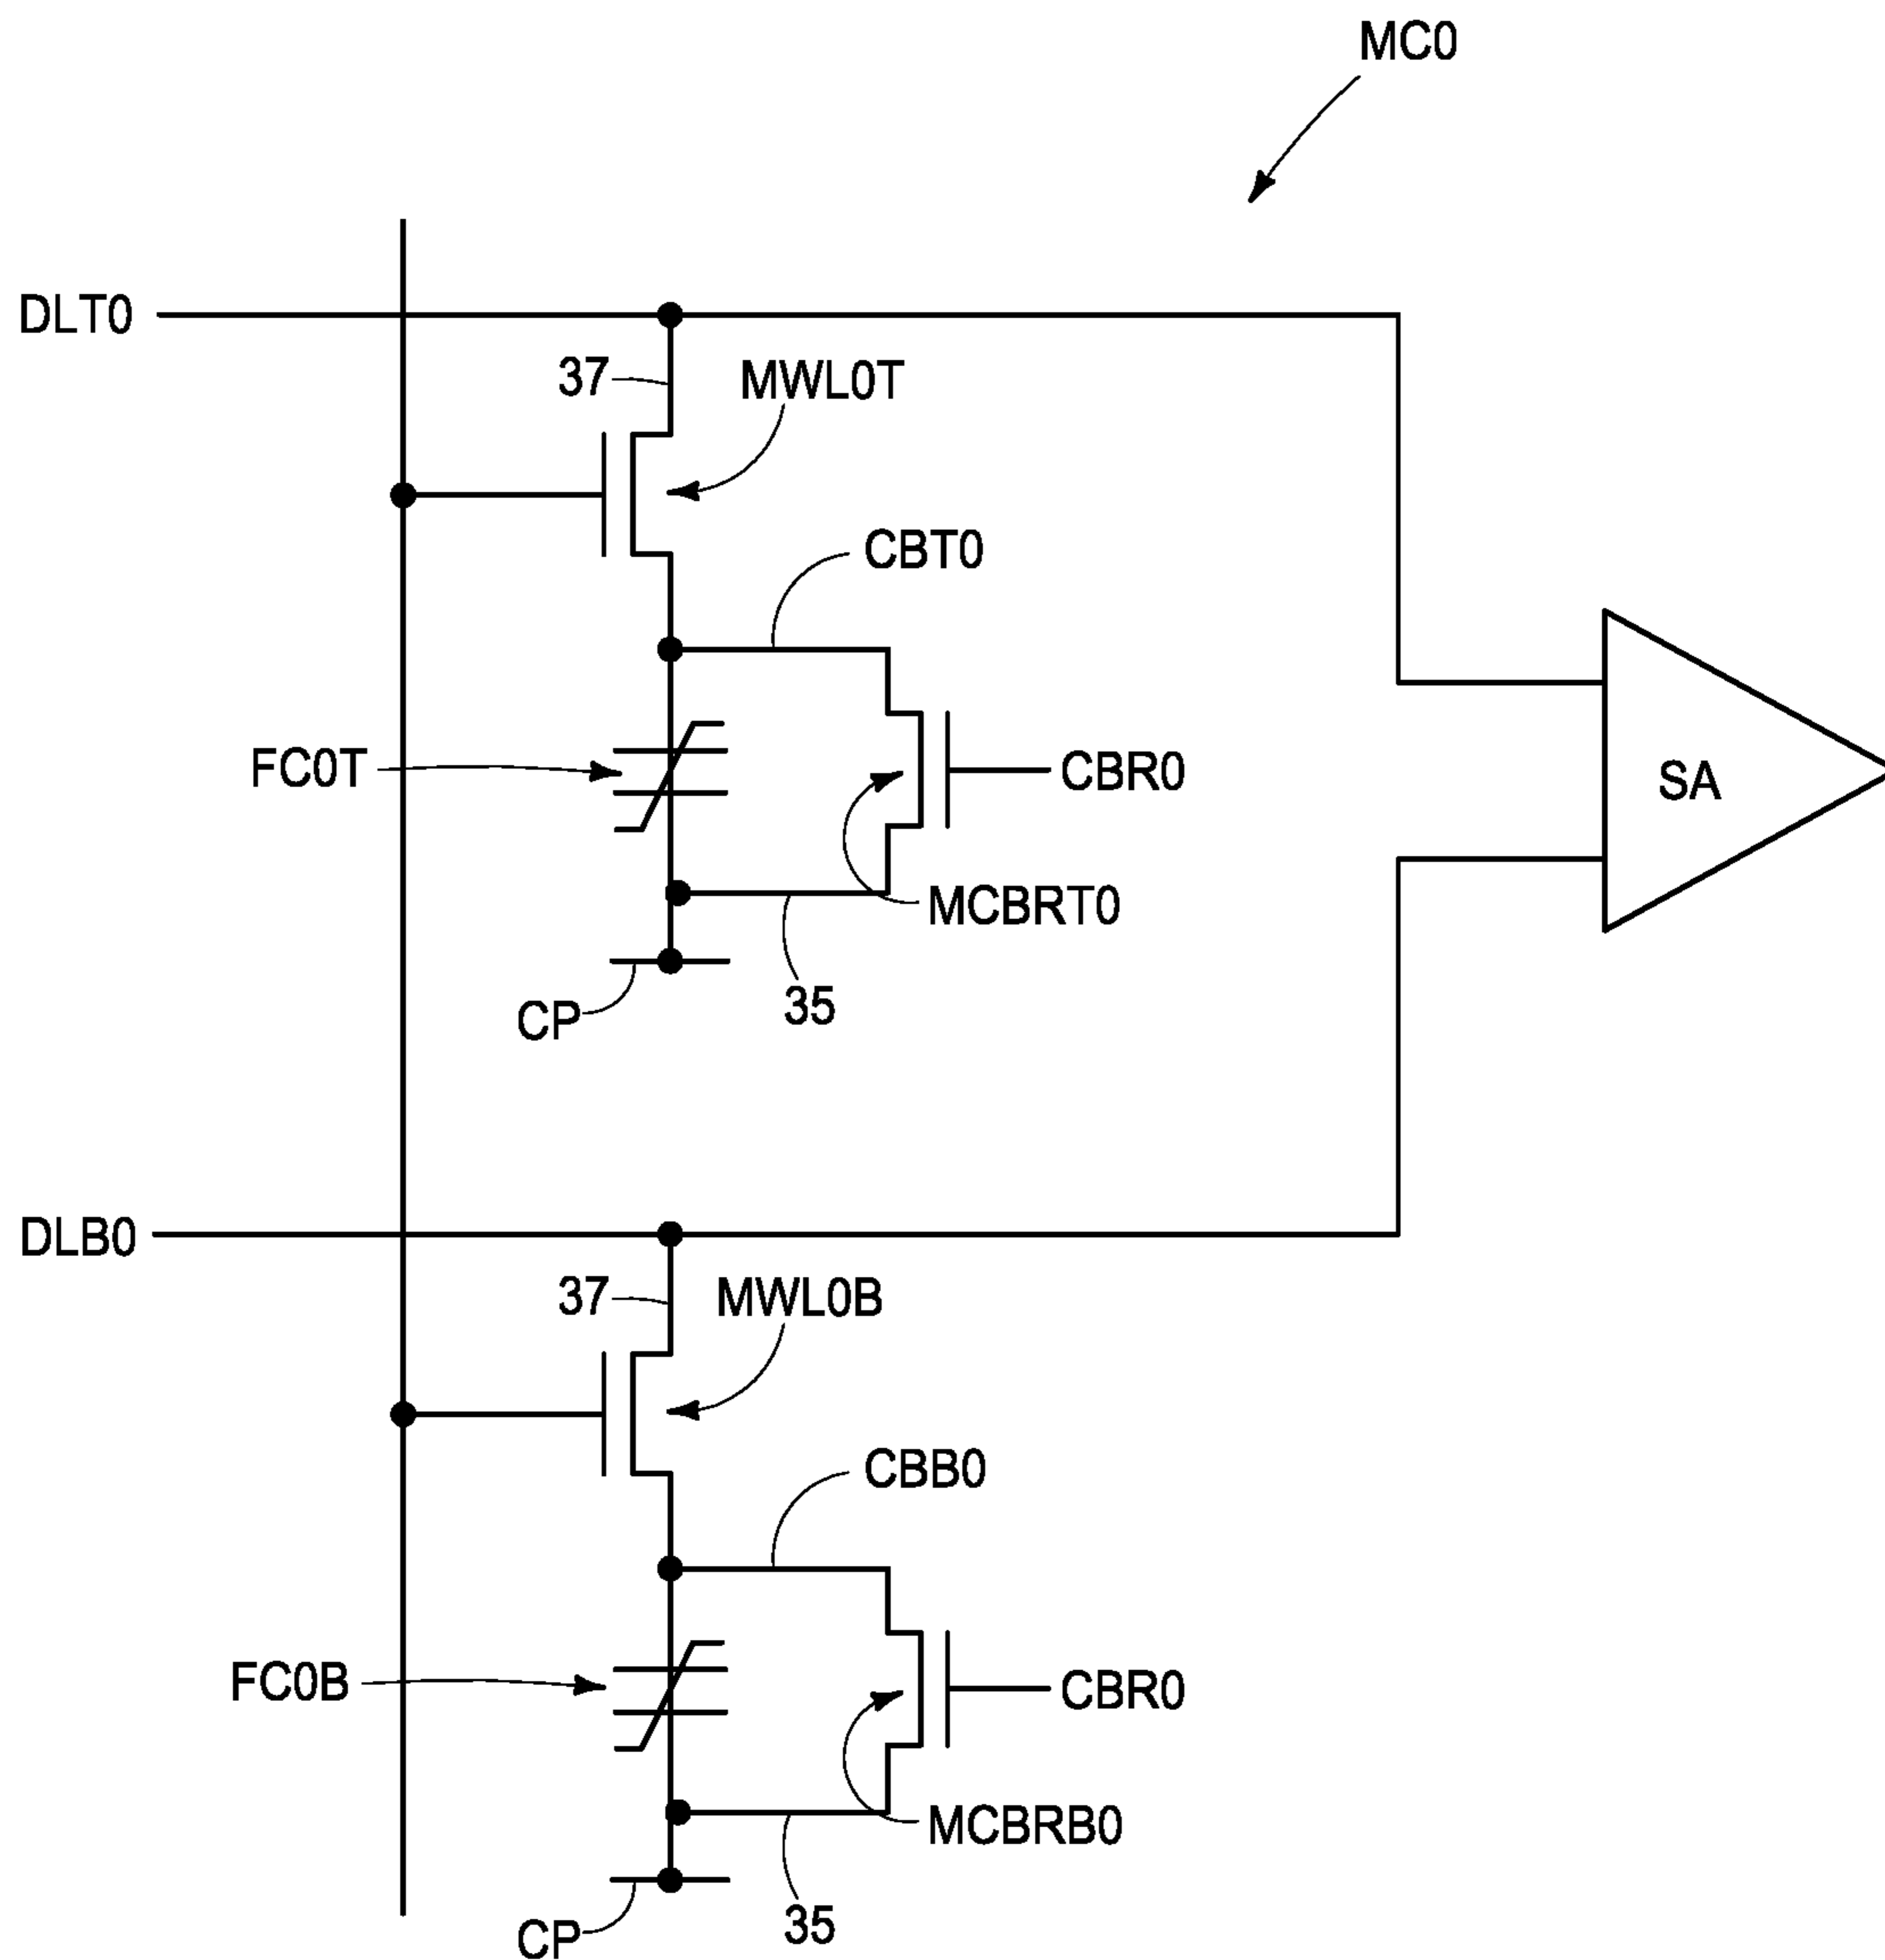 MC0
DLT0
37
MWL0T
CBT0
FC0T
CBR0
SA
MCBRT0
CP
35
DLB0
37
MWL0B
CBB0
FC0B
CBR0
MCBRB0
CP
35